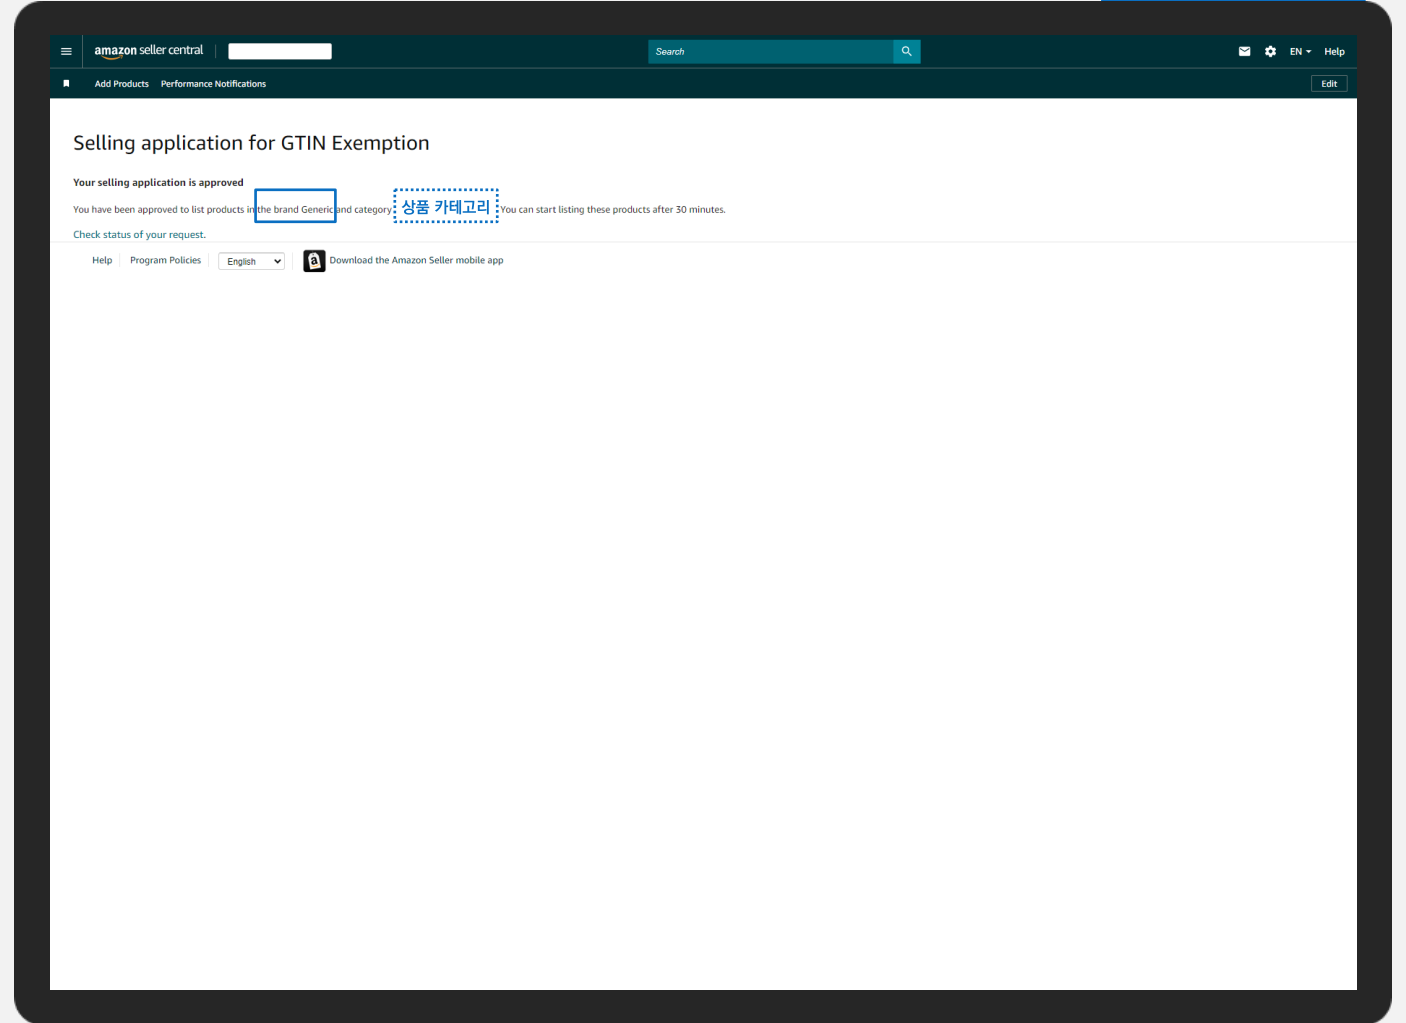 amazon seller central
Search
EN
Help
Add Products Performance Notifications
Edit
Selling application for GTIN Exemption
Your selling application is approved
You have been approved to list products in the brand Generic and category 상품 카테고리 You can start listing these products after 30 minutes.
Check status of your request.
Help Program Policies English Download the Amazon Seller mobile app